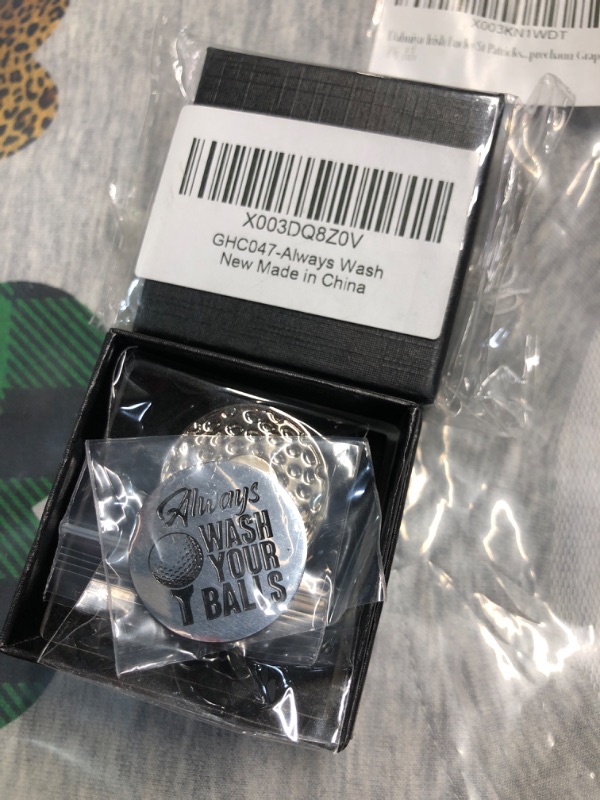 X003KN1WDT
X003DQ8Z0V
GHC047-Always Wash
New Made in China
Always
WASH
YOUR
BALLS